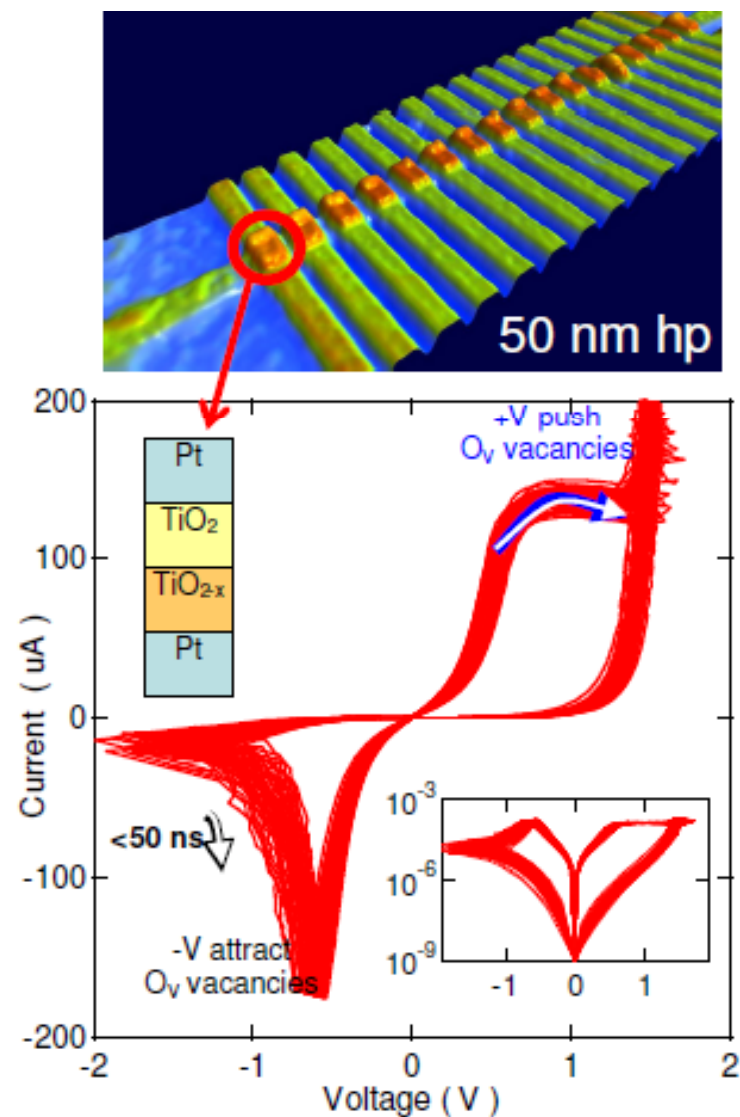 50 nm hp
200
100
0
-100
-200
Current ( uA )
Pt
TiO₂
TiO₂₋ₓ
Pt
+V push
Oᵥ vacancies
<50 ns
-V attract
Oᵥ vacancies
10⁻³
10⁻⁶
10⁻⁹
-1
0
1
-2
-1
0
1
2
Voltage ( V )